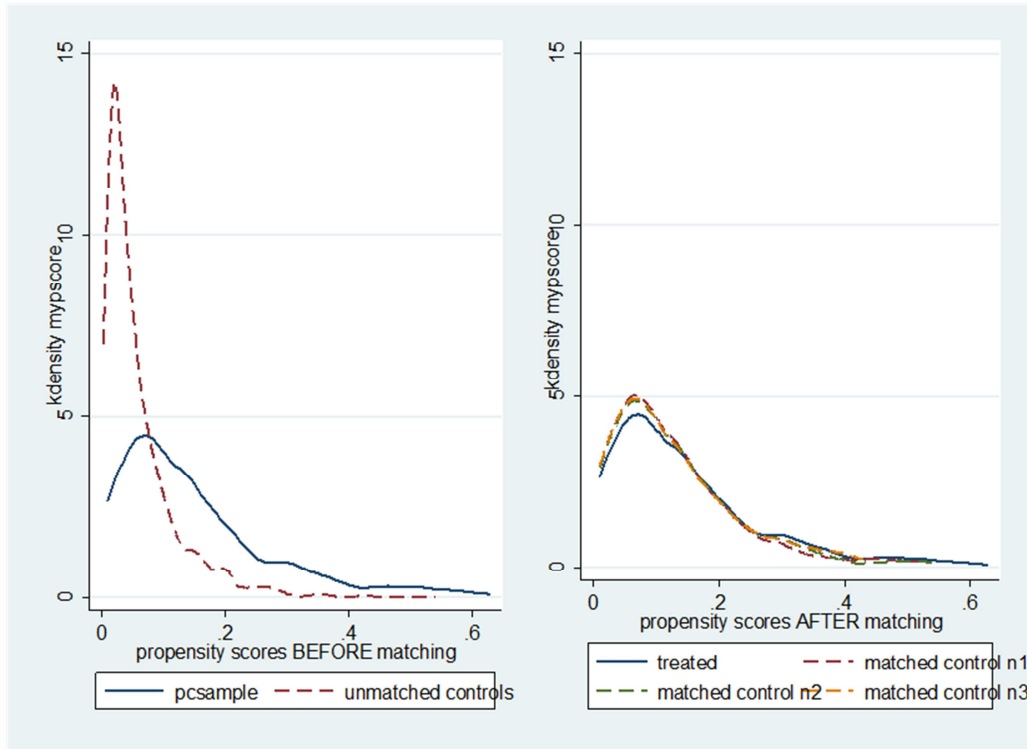 15
10
5
0
kdensity mypscore
0 .2 .4 .6
propensity scores BEFORE matching
pcsample unmatched controls
15
10
5
0
kdensity mypscore
0 .2 .4 .6
propensity scores AFTER matching
treated matched control n1
matched control n2 matched control n3